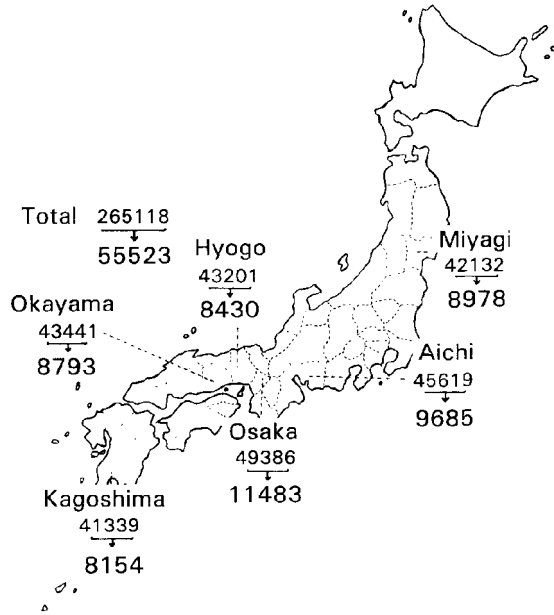 Total 265118
55523
Hyogo
43201
8430
Miyagi
42132
8978
Okayama
43441
8793
Aichi
45619
9685
Osaka
49386
11483
Kagoshima
41339
8154